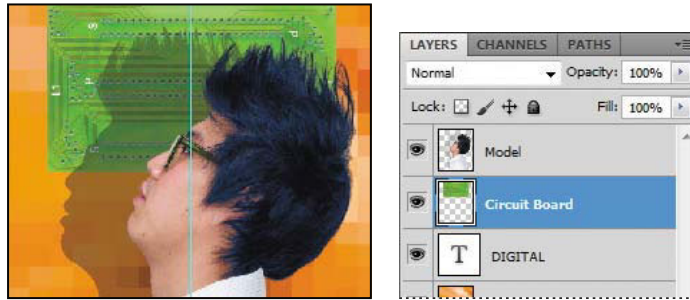 LAYERS CHANNELS PATHS
Normal Opacity: 100%
Lock: Fill: 100%
Model
Circuit Board
T DIGITAL